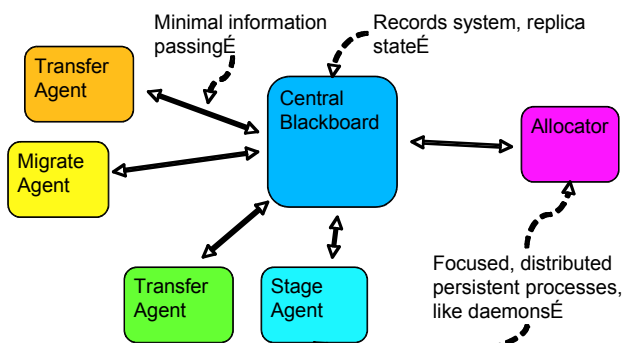 Minimal information
passingÉ
Records system, replica
stateÉ
Transfer
Agent
Central
Blackboard
Allocator
Migrate
Agent
Transfer
Agent
Stage
Agent
Focused, distributed
persistent processes,
like daemonsÉ